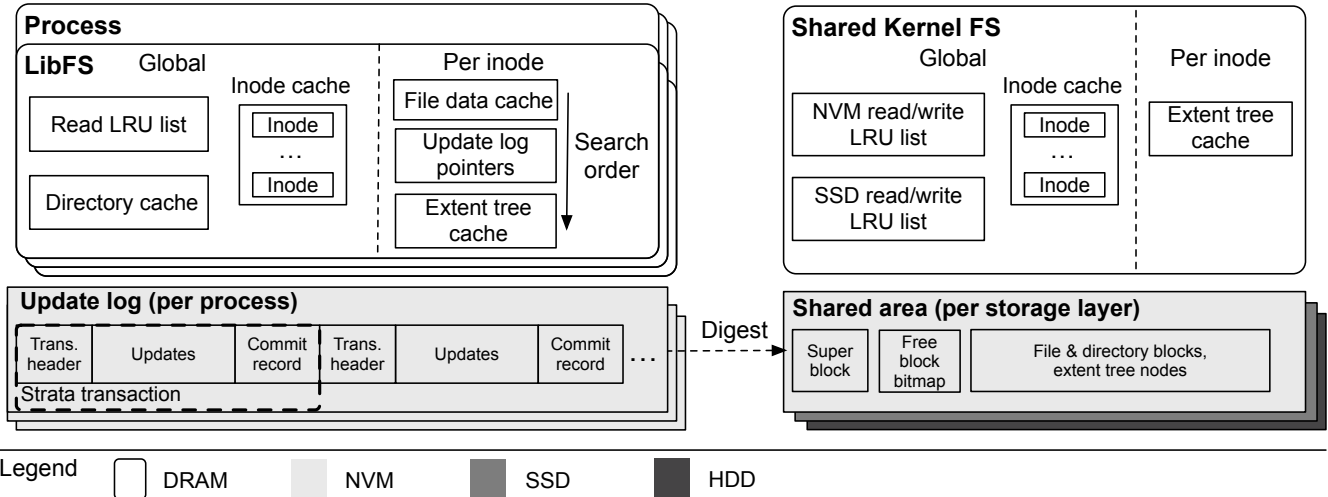 Process
LibFS
Global
Per inode
Read LRU list
Directory cache
Inode cache
Inode
...
Inode
File data cache
Update log
pointers
Extent tree
cache
Search
order
Shared Kernel FS
Global
Per inode
NVM read/write
LRU list
SSD read/write
LRU list
Inode cache
Inode
...
Inode
Extent tree
cache
Update log (per process)
Trans.
header
Updates
Commit
record
Trans.
header
Updates
Commit
record
...
Strata transaction
Digest
Shared area (per storage layer)
Super
block
Free
block
bitmap
File & directory blocks,
extent tree nodes
Legend
DRAM
NVM
SSD
HDD